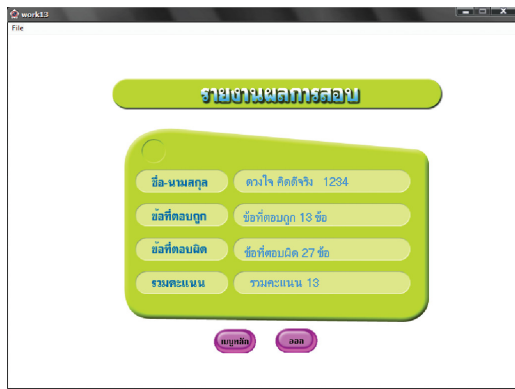 work13
File
รายงานผลการสอบ
ชื่อ-นามสกุล ดวงใจ คิดดีจริง 1234
ข้อที่ตอบถูก ข้อที่ตอบถูก 13 ข้อ
ข้อที่ตอบผิด ข้อที่ตอบผิด 27 ข้อ
รวมคะแนน รวมคะแนน 13
เมนูหลัก ออก